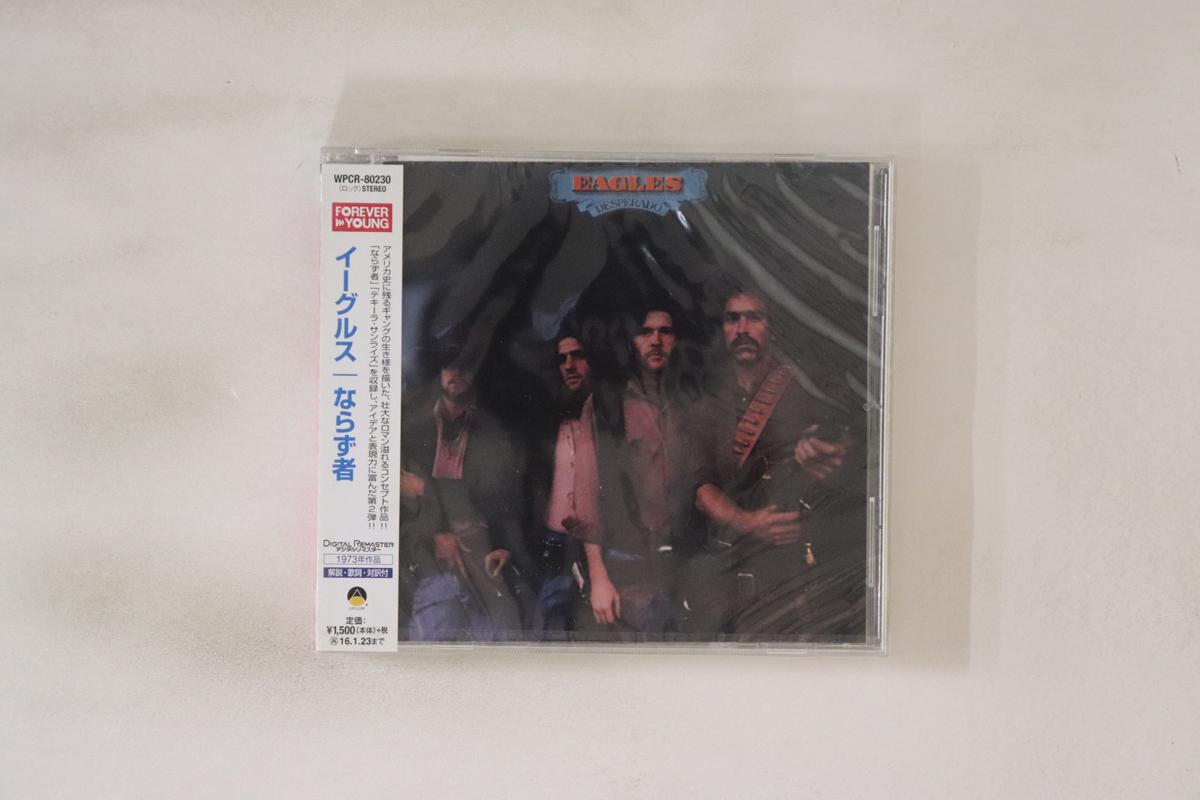 WPCR-80230
(ロック) STEREO
FOREVER
YOUNG
イーグルス｜ならず者
アメリカ史に残るギャングの生き様を描いた、壮大なロマン溢れるコンセプト作品!!
「ならず者」「テキーラ・サンライズ」を収録し、アイデアと表現力に富んだ第2弾!!
DIGITAL REMASTER
デジタル・リマスター
1973年作品
解説・歌詞・対訳付
ASYLUM
定価:
¥1,500(本体)+税
再16.1.23まで
EAGLES
DESPERADO